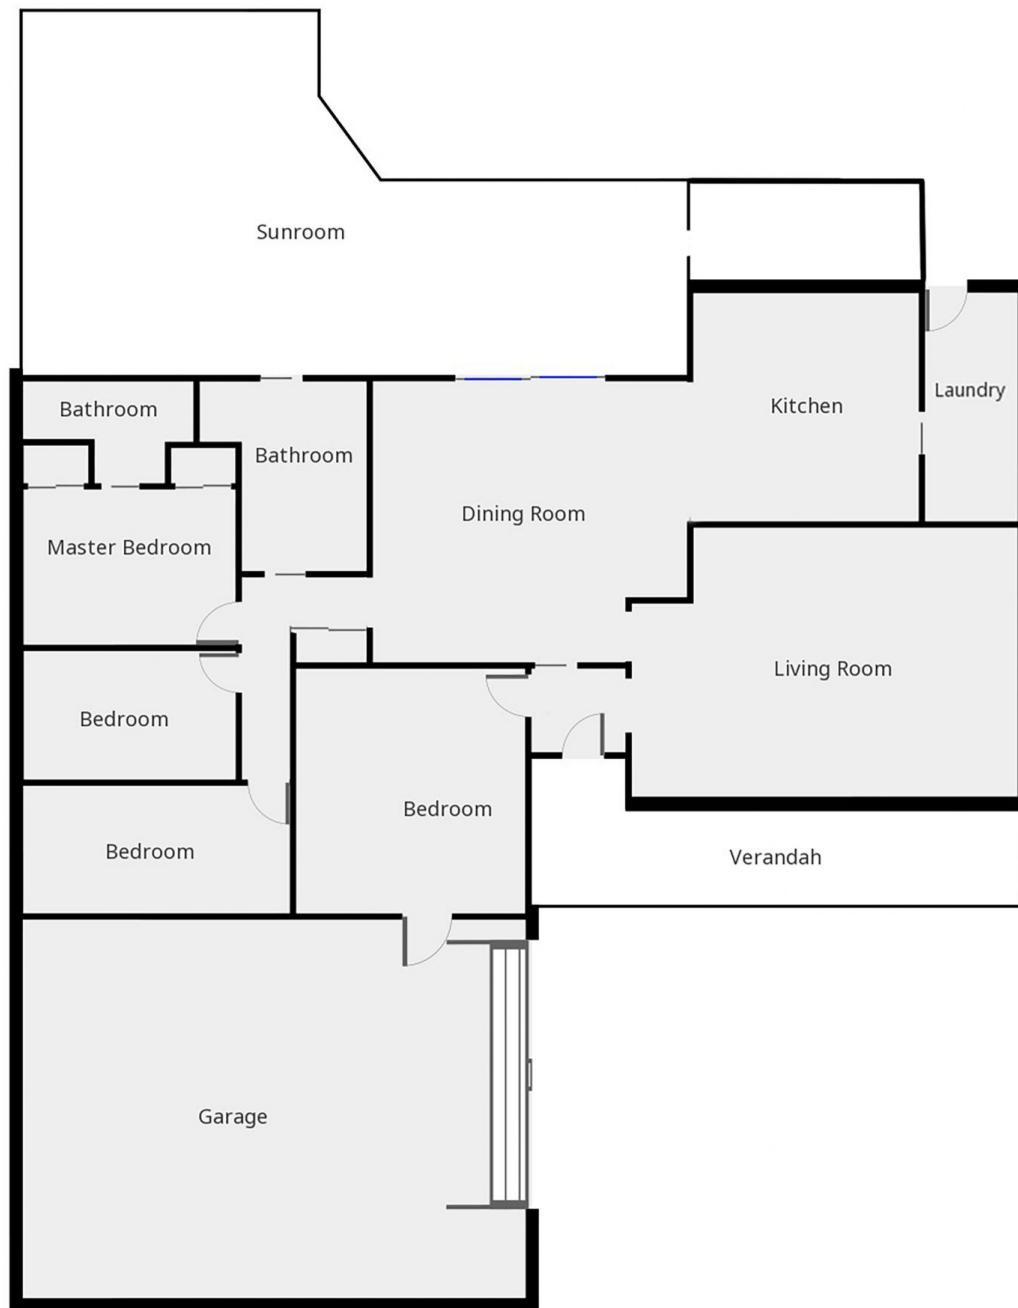 Sunroom
Bathroom
Bathroom
Kitchen
Laundry
Dining Room
Master Bedroom
Living Room
Bedroom
Bedroom
Bedroom
Verandah
Garage